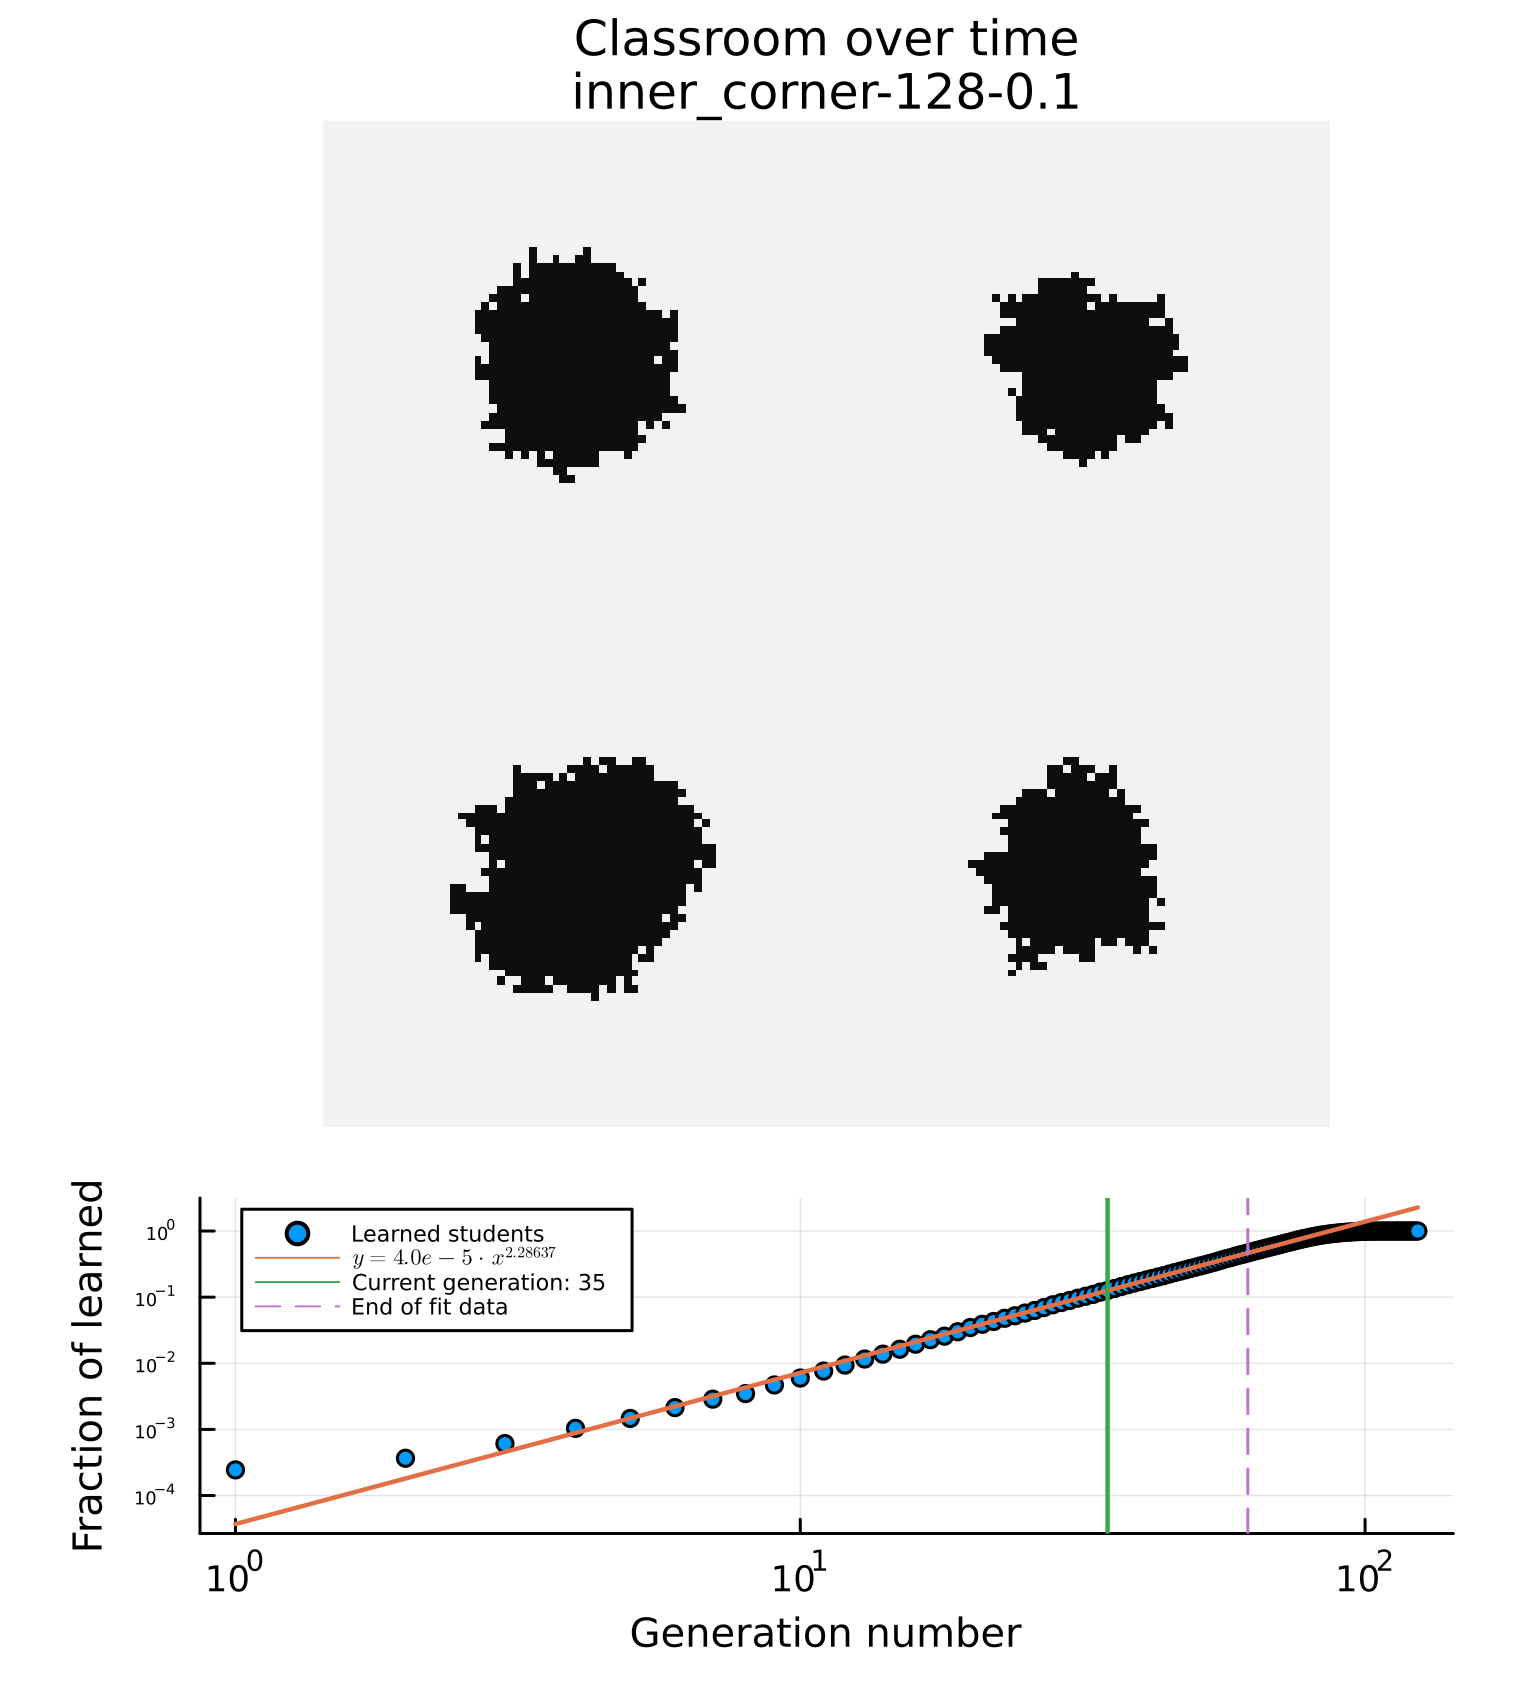 Classroom over time
inner_corner-128-0.1
Fraction of learned
10^0
10^-1
10^-2
10^-3
10^-4
Learned students
y = 4.0e − 5 · x^2.28637
Current generation: 35
End of fit data
10^0 10^1 10^2
Generation number